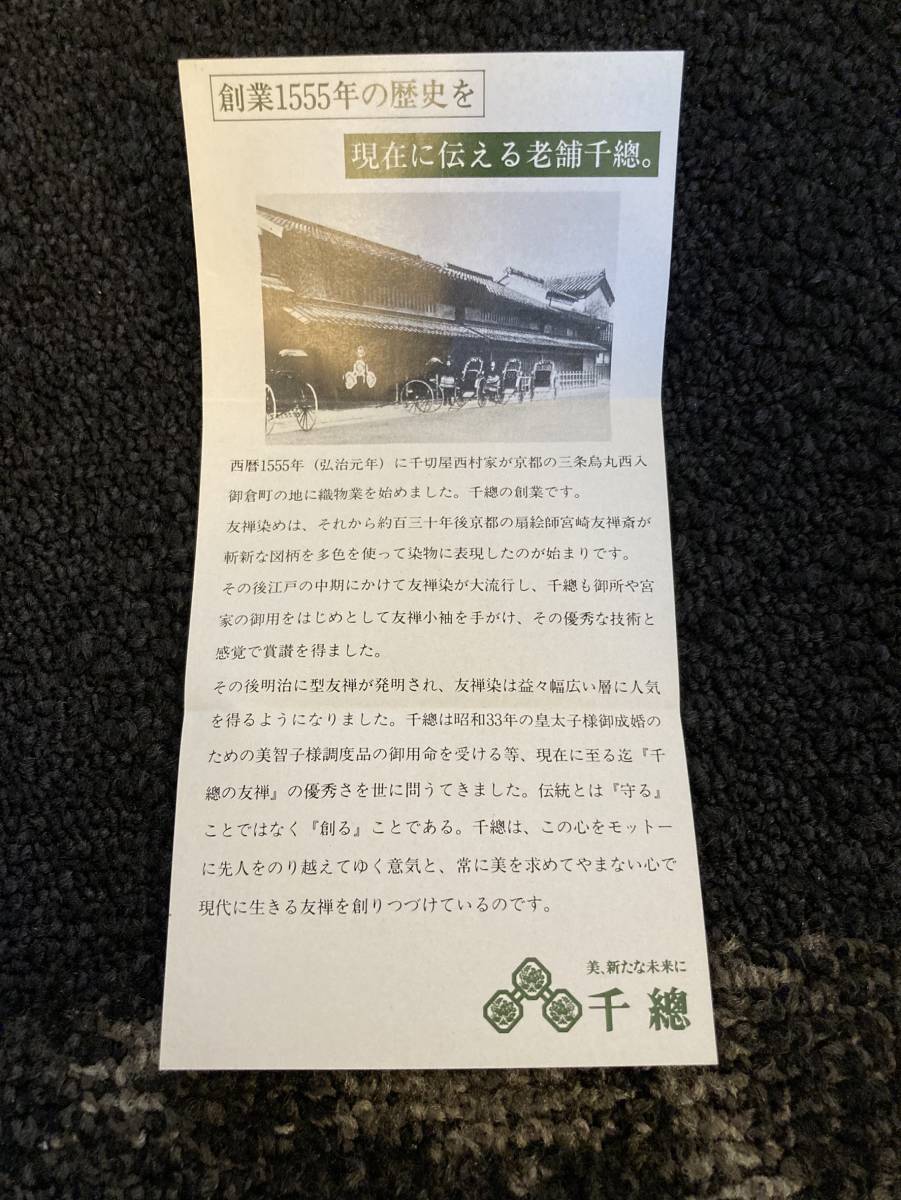 創業1555年の歴史を
現在に伝える老舗千總。
西暦1555年（弘治元年）に千切屋西村家が京都の三条烏丸西入
御倉町の地に織物業を始めました。千總の創業です。
友禅染めは、それから約百三十年後京都の扇絵師宮崎友禅斎が
斬新な図柄を多色を使って染物に表現したのが始まりです。
その後江戸の中期にかけて友禅染が大流行し、千總も御所や宮
家の御用をはじめとして友禅小袖を手がけ、その優秀な技術と
感覚で賞讃を得ました。
その後明治に型友禅が発明され、友禅染は益々幅広い層に人気
を得るようになりました。千總は昭和33年の皇太子様御成婚の
ための美智子様調度品の御用命を受ける等、現在に至る迄『千
總の友禅』の優秀さを世に問うてきました。伝統とは『守る』
ことではなく『創る』ことである。千總は、この心をモットー
に先人をのり越えてゆく意気と、常に美を求めてやまない心で
現代に生きる友禅を創りつづけているのです。
美、新たな未来に
千總